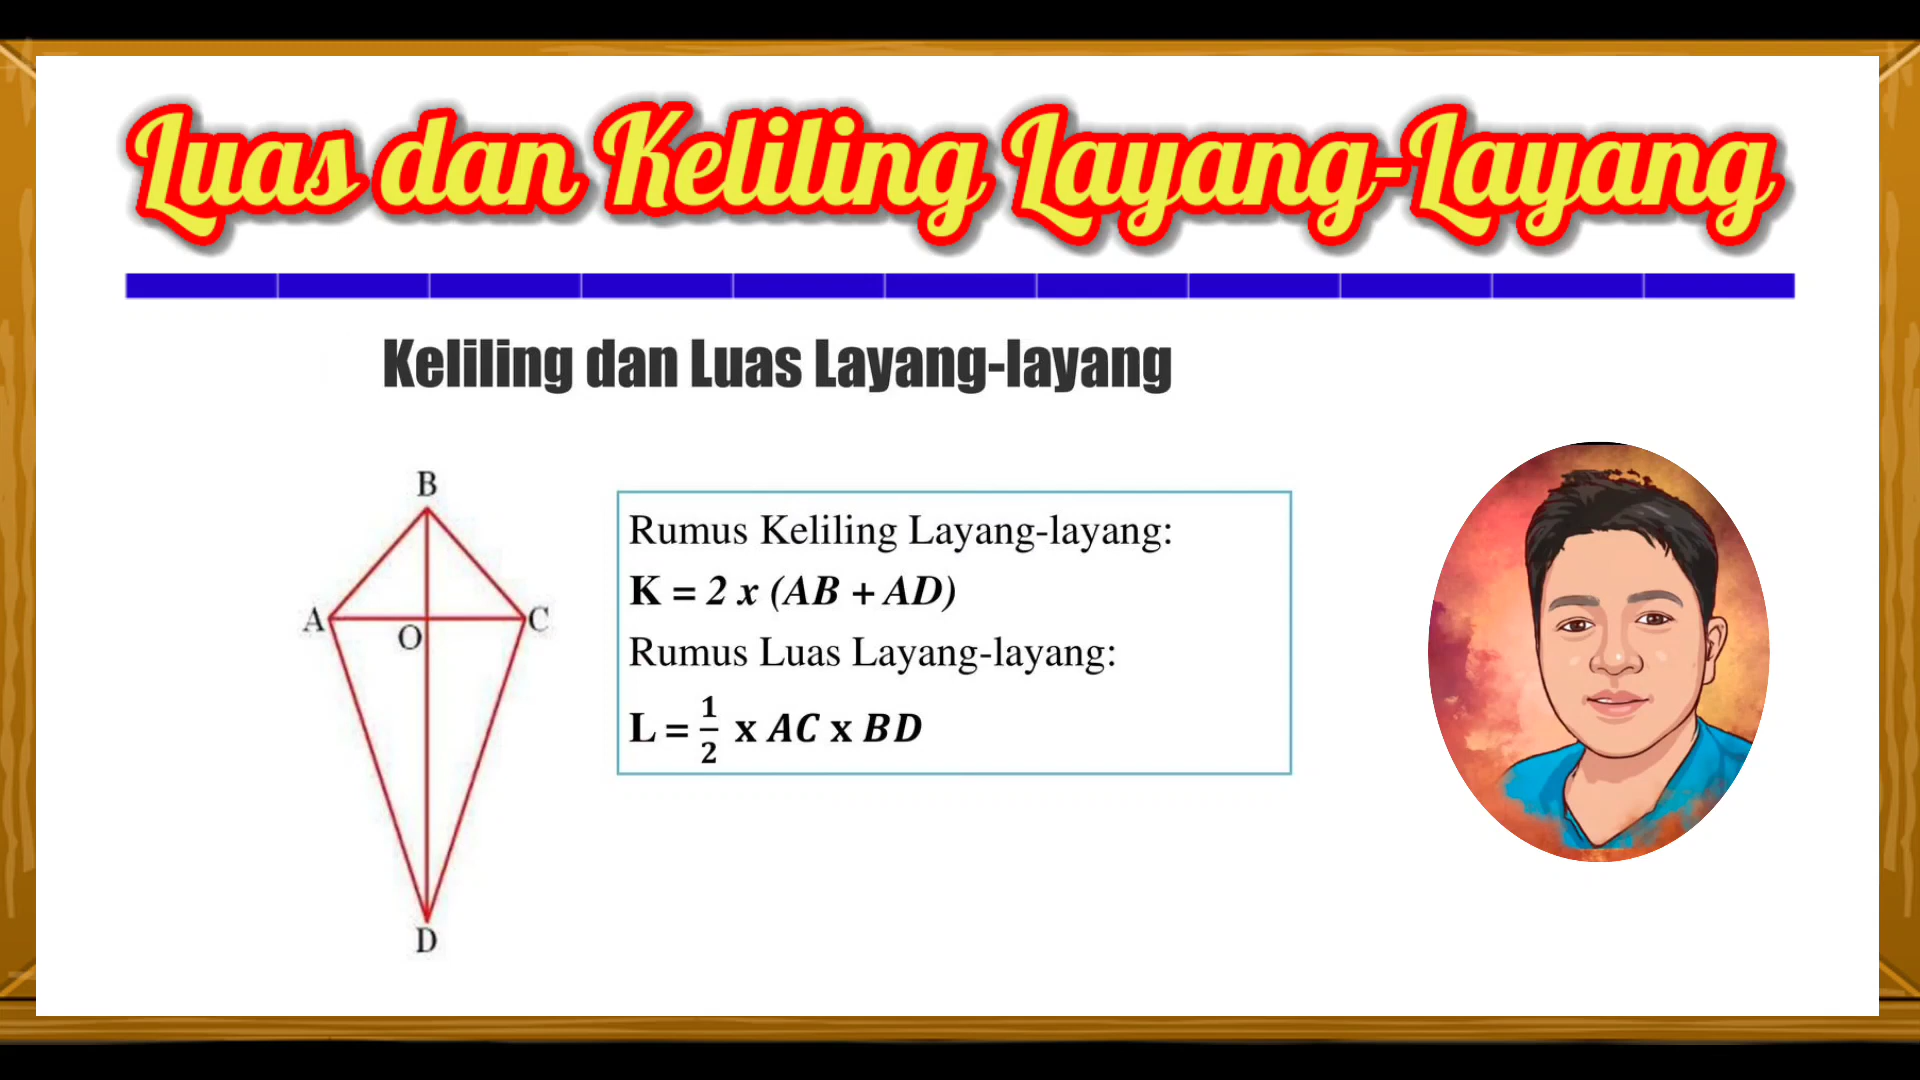 Luas dan Keliling Layang-Layang
Keliling dan Luas Layang-layang
B
A
C
O
D
Rumus Keliling Layang-layang:
K = 2 x (AB + AD)
Rumus Luas Layang-layang:
L = 1/2 x AC x BD